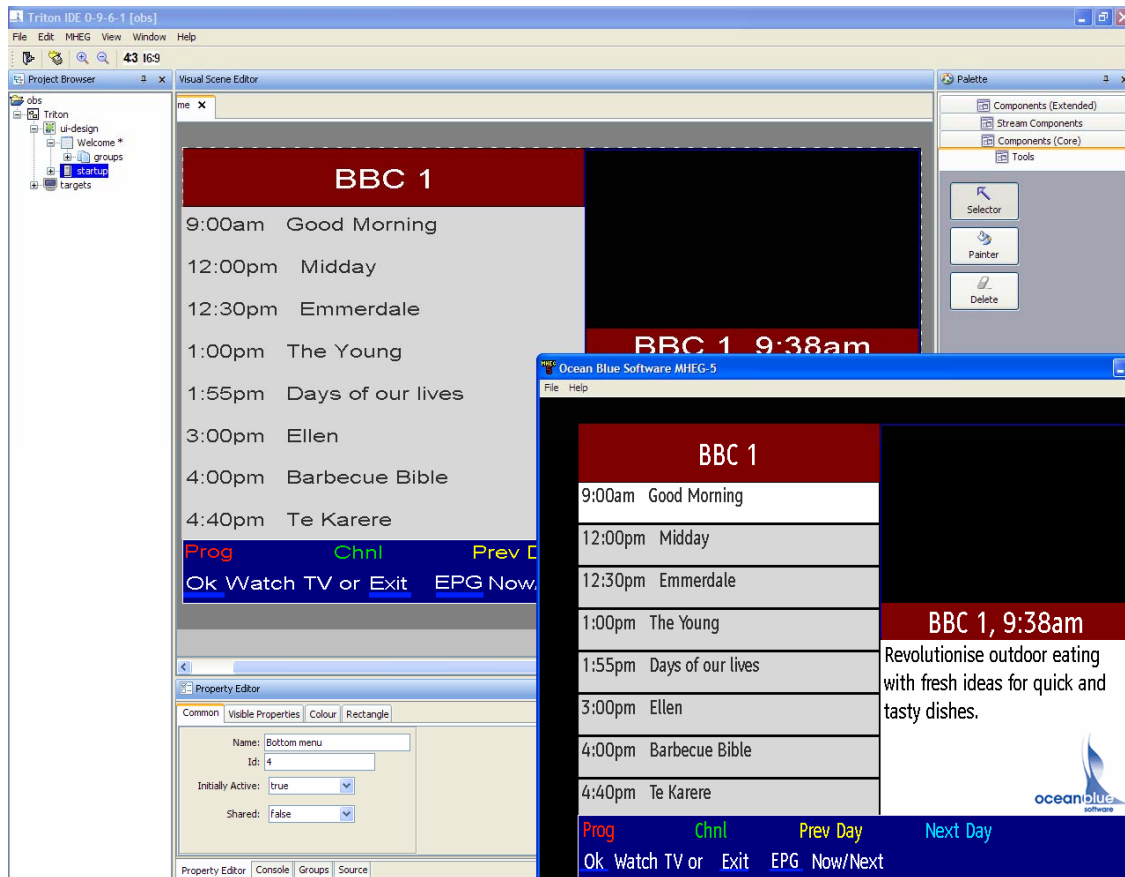 Triton IDE 0-9-6-1 [obs]
File Edit MHEG View Window Help
4:3 16:9
Project Browser
obs
Triton
ui-design
Welcome *
groups
startup
targets
Visual Scene Editor
me
BBC 1
9:00am Good Morning
12:00pm Midday
12:30pm Emmerdale
1:00pm The Young
1:55pm Days of our lives
3:00pm Ellen
4:00pm Barbecue Bible
4:40pm Te Karere
Prog Chnl Prev D
Ok Watch TV or Exit EPG Now/
BBC 1 9:38am
Palette
Components (Extended)
Stream Components
Components (Core)
Tools
Selector
Painter
Delete
Property Editor
Common Visible Properties Colour Rectangle
Name: Bottom menu
Id: 4
Initially Active: true
Shared: false
Property Editor Console Groups Source
MHEG Ocean Blue Software MHEG-5
File Help
BBC 1
9:00am Good Morning
12:00pm Midday
12:30pm Emmerdale
1:00pm The Young
1:55pm Days of our lives
3:00pm Ellen
4:00pm Barbecue Bible
4:40pm Te Karere
BBC 1, 9:38am
Revolutionise outdoor eating
with fresh ideas for quick and
tasty dishes.
oceanblue
software
Prog Chnl Prev Day Next Day
Ok Watch TV or Exit EPG Now/Next